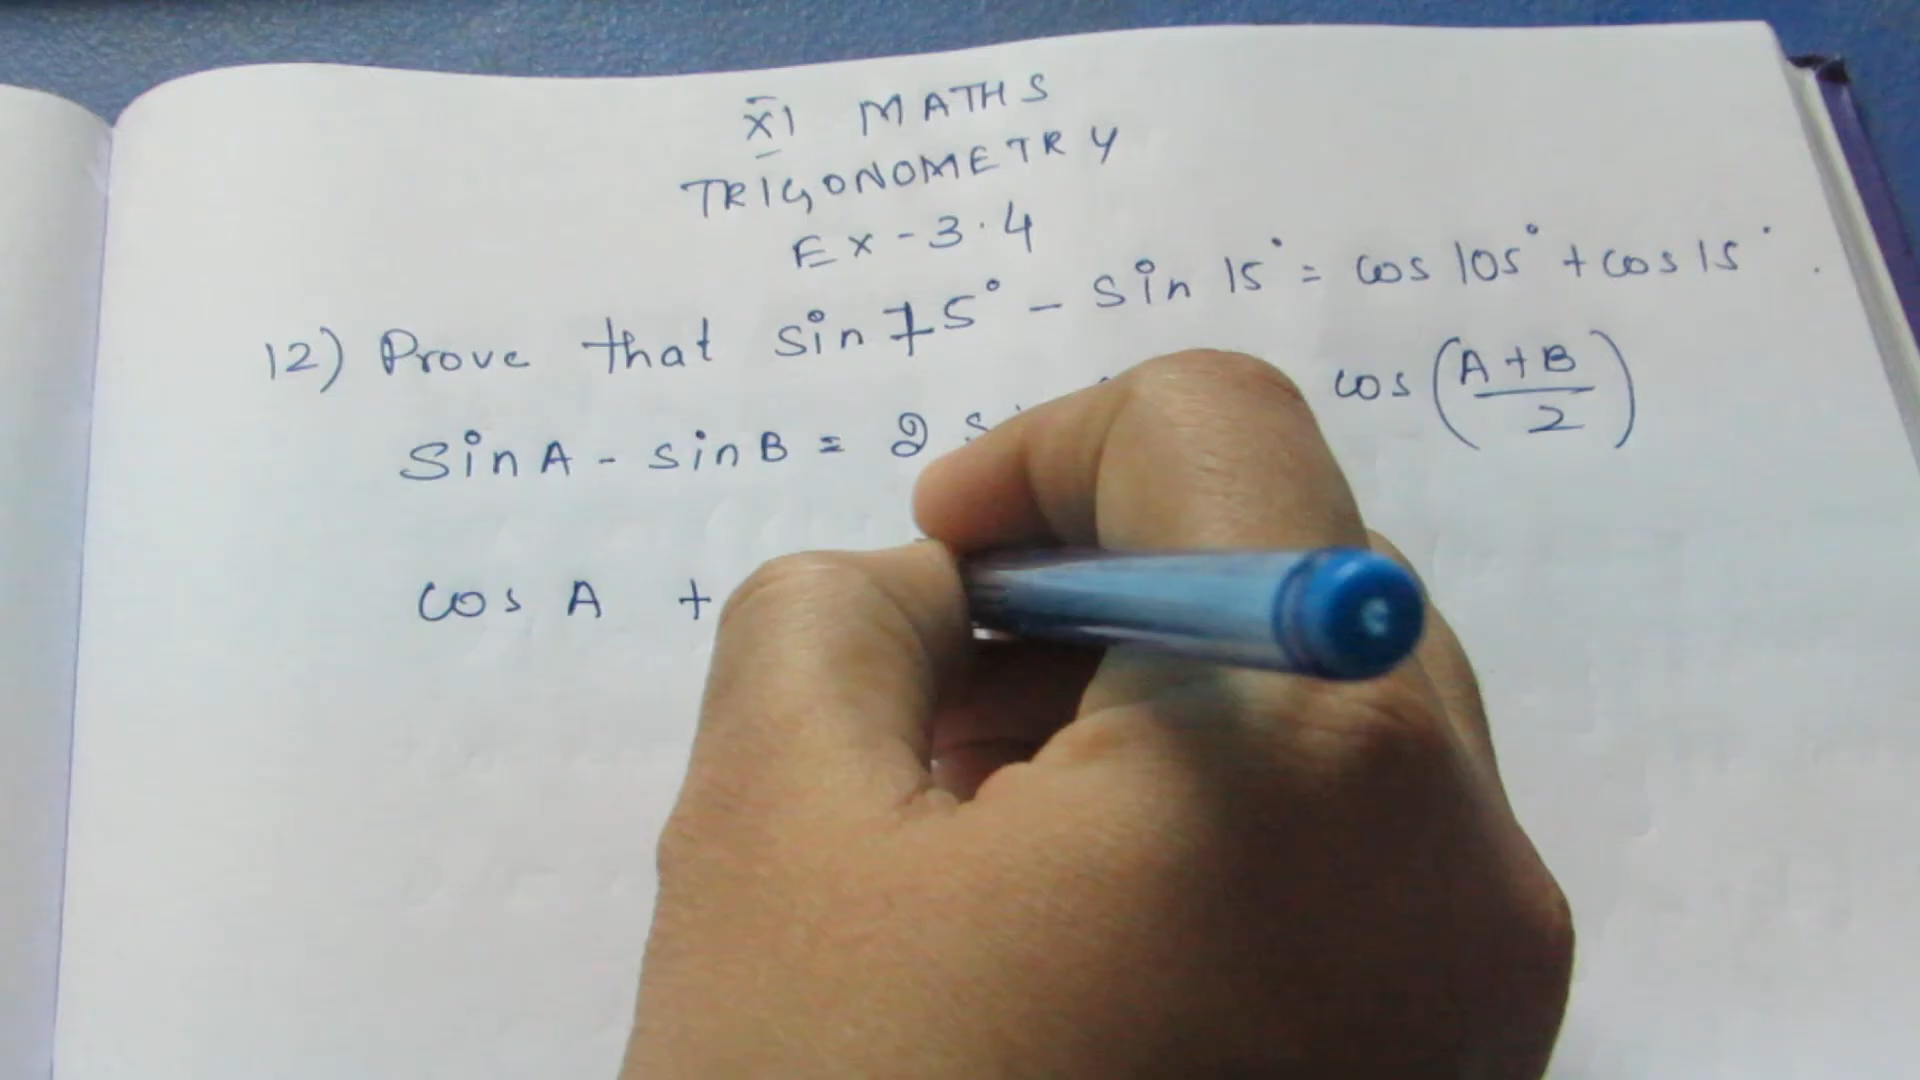 XI MATHS
TRIGONOMETRY
Ex - 3.4
12) Prove that sin 75° - sin 15° = cos 105° + cos 15°.
sin A - sin B = 2 cos (A + B / 2)
cos A +